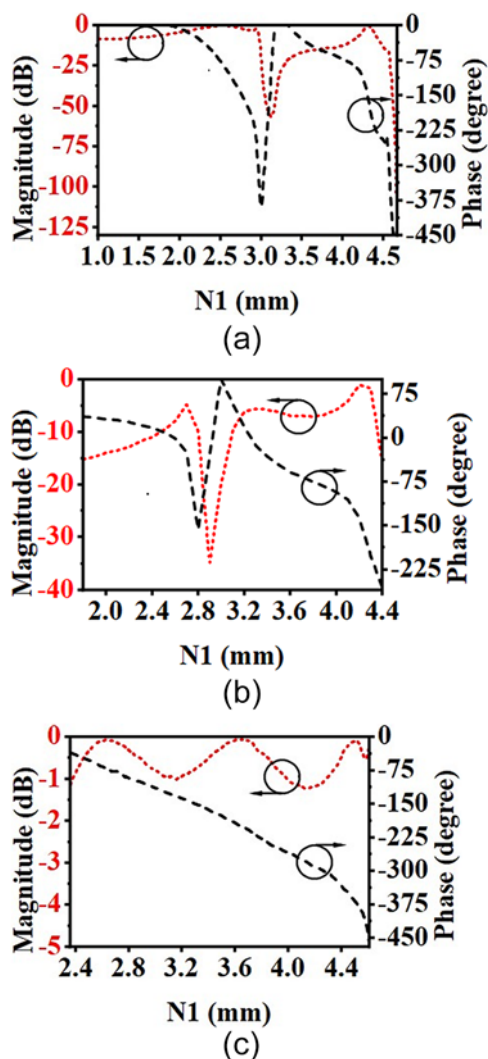 Magnitude (dB)
0
-25
-50
-75
-100
-125
Phase (degree)
0
-75
-150
-225
-300
-375
-450
1.0 1.5 2.0 2.5 3.0 3.5 4.0 4.5
N1 (mm)
(a)
Magnitude (dB)
0
-10
-20
-30
-40
Phase (degree)
75
0
-75
-150
-225
2.0 2.4 2.8 3.2 3.6 4.0 4.4
N1 (mm)
(b)
Magnitude (dB)
0
-1
-2
-3
-4
-5
Phase (degree)
0
-75
-150
-225
-300
-375
-450
2.4 2.8 3.2 3.6 4.0 4.4
N1 (mm)
(c)